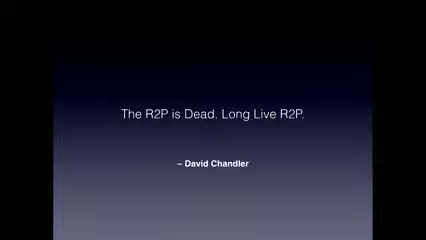 The R2P is Dead. Long Live R2P.
– David Chandler